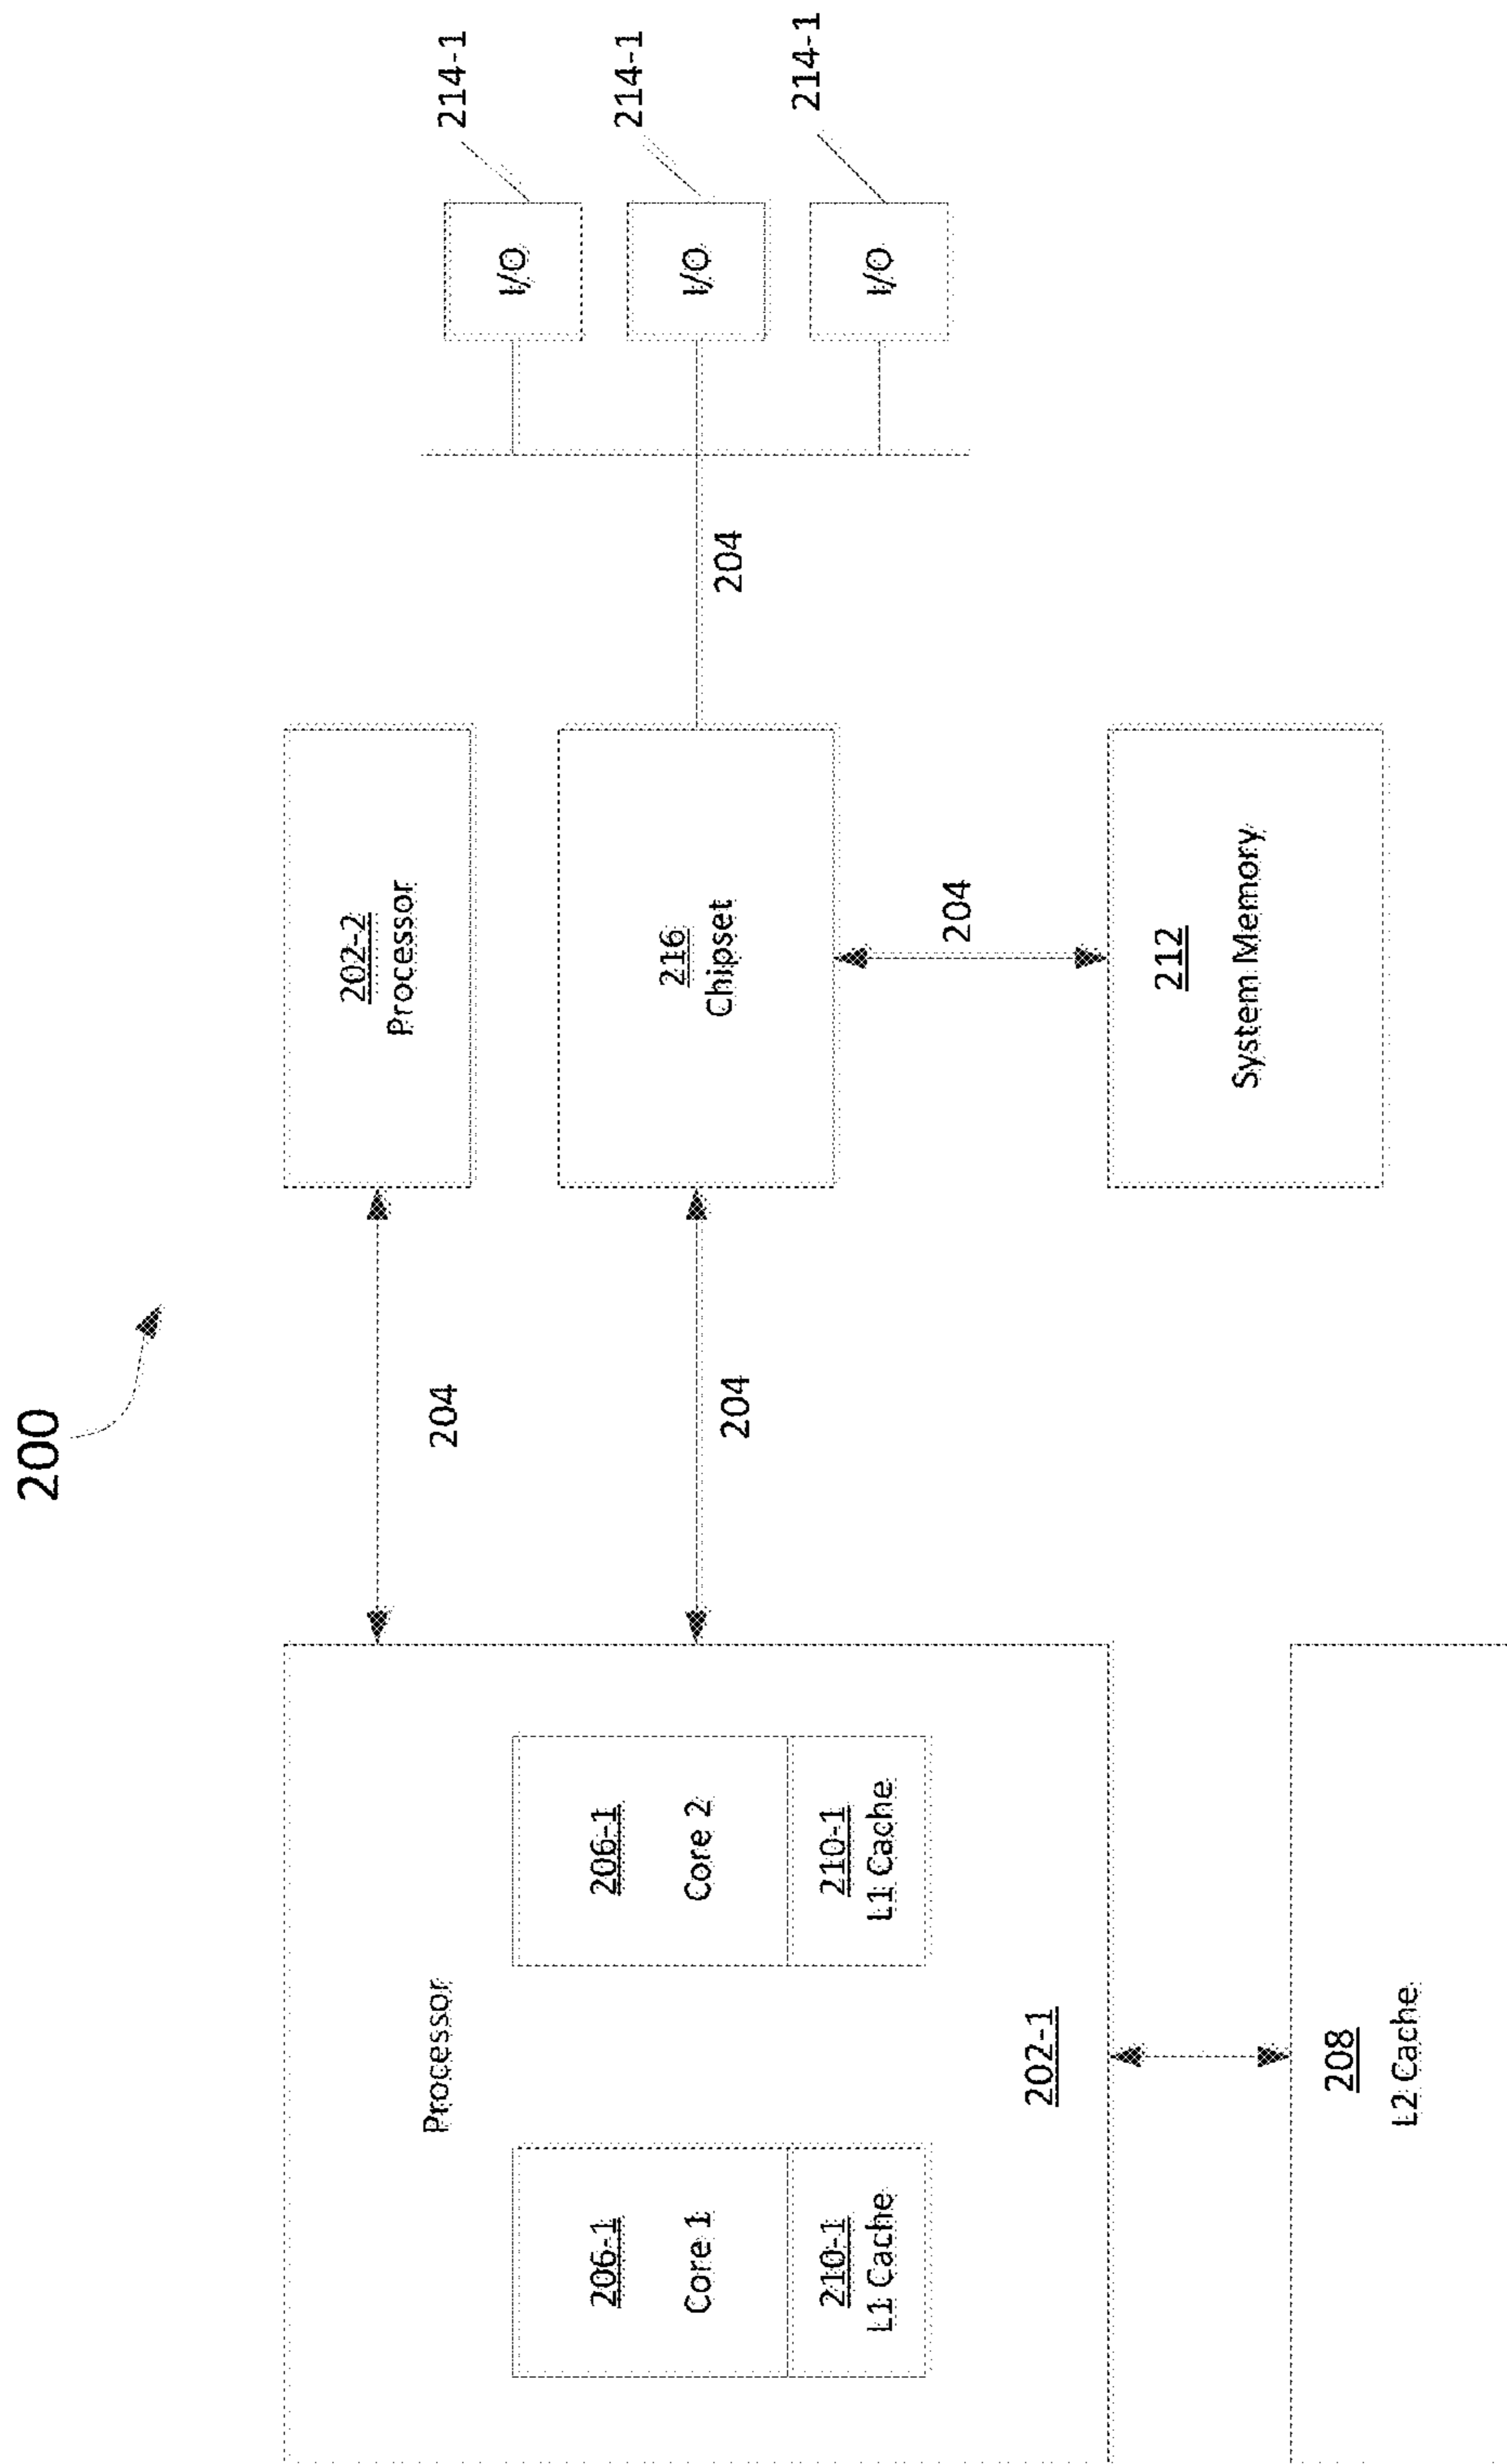 200
Processor
206-1
Core 1
210-1
L1 Cache
206-1
Core 2
210-1
L1 Cache
202-1
208
L2 Cache
204
204
202-2
Processor
216
Chipset
204
212
System Memory
204
I/O
214-1
I/O
214-1
I/O
214-1